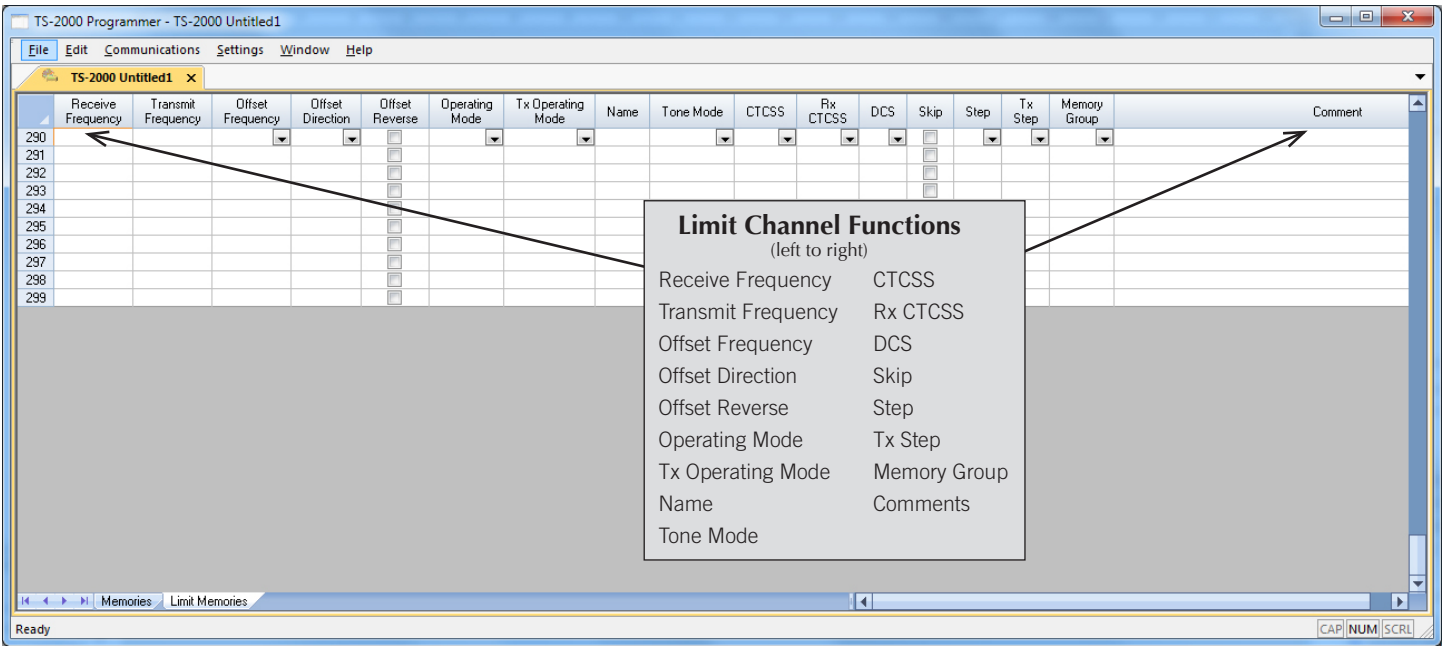 TS-2000 Programmer - TS-2000 Untitled1
File Edit Communications Settings Window Help
TS-2000 Untitled1 x
Receive Frequency Transmit Frequency Offset Frequency Offset Direction Offset Reverse Operating Mode Tx Operating Mode Name Tone Mode CTCSS Rx CTCSS DCS Skip Step Tx Step Memory Group Comment
290
291
292
293
294
295
296
297
298
299
Limit Channel Functions
(left to right)
Receive Frequency CTCSS
Transmit Frequency Rx CTCSS
Offset Frequency DCS
Offset Direction Skip
Offset Reverse Step
Operating Mode Tx Step
Tx Operating Mode Memory Group
Name Comments
Tone Mode
Memories Limit Memories
Ready CAP NUM SCRL